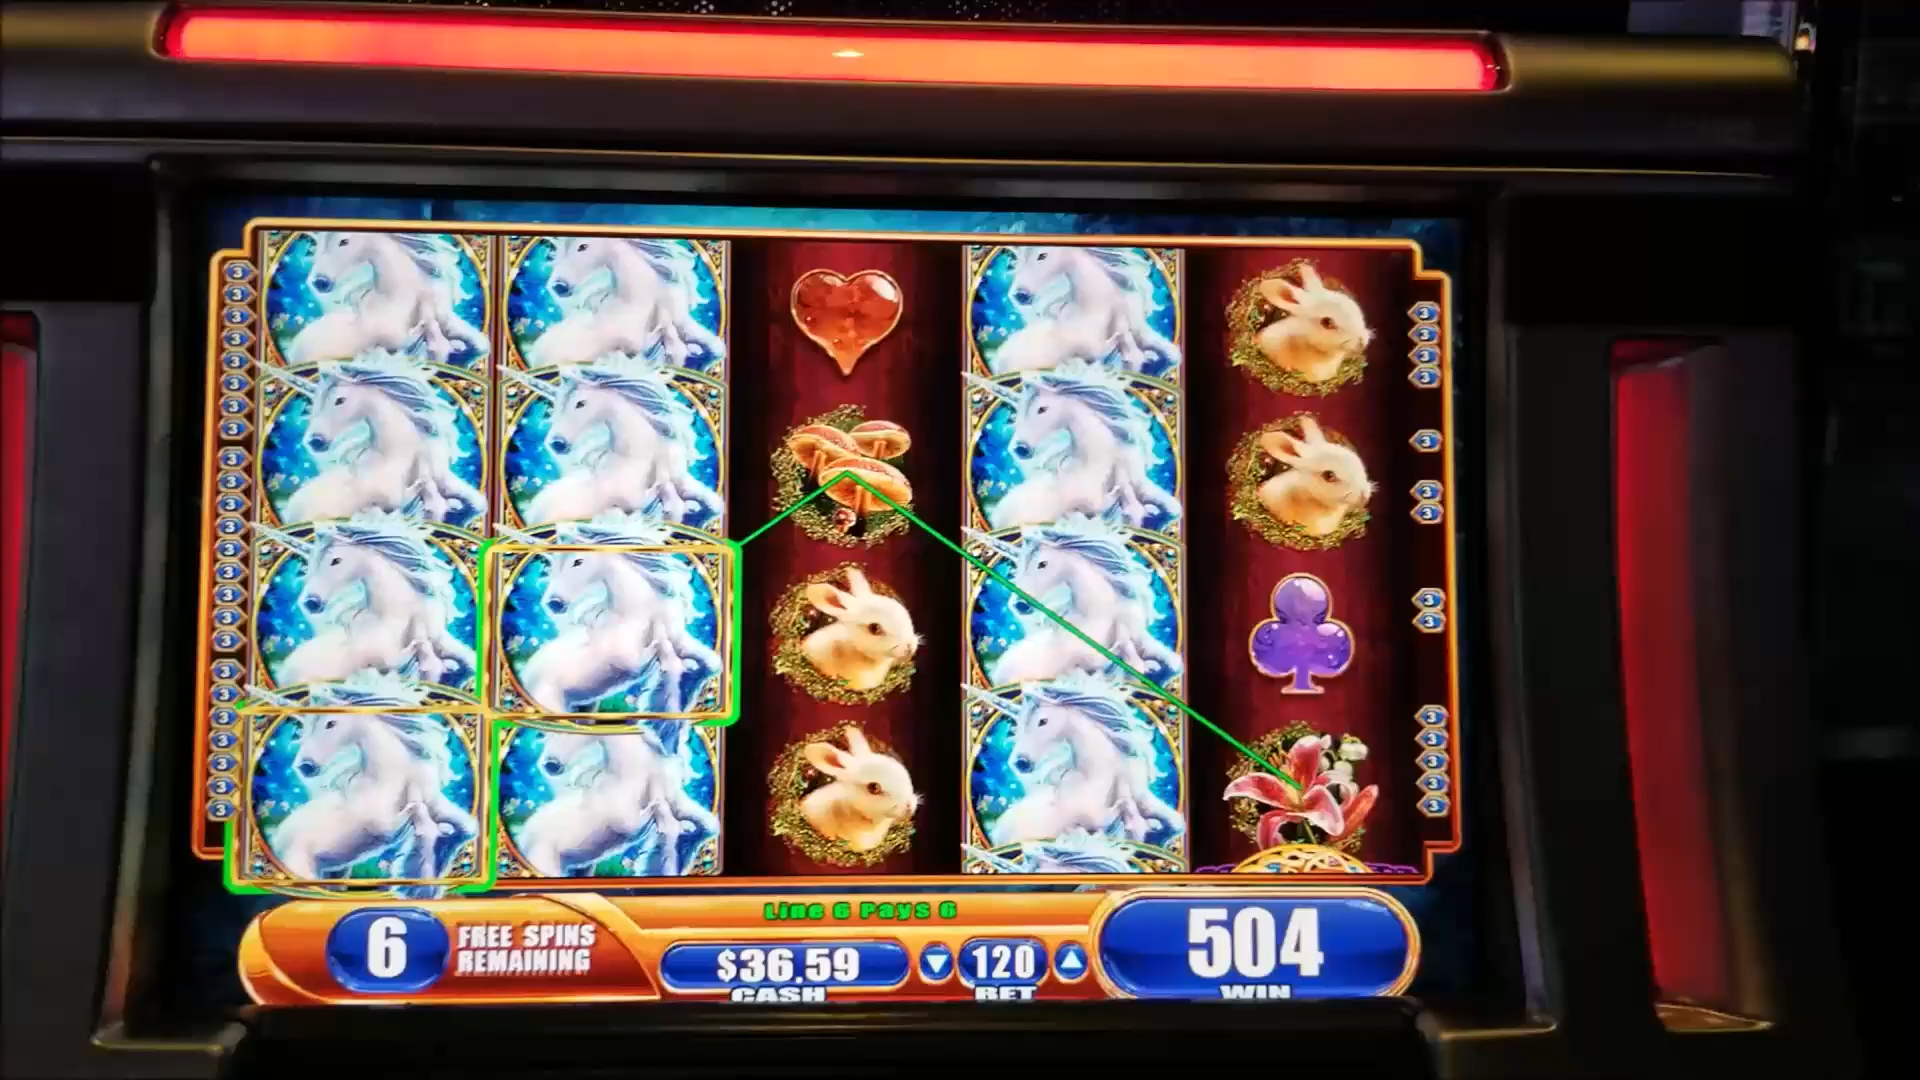 Line 6 Pays 6
6
FREE SPINS
REMAINING
$36.59
CASH
120
BET
504
WIN